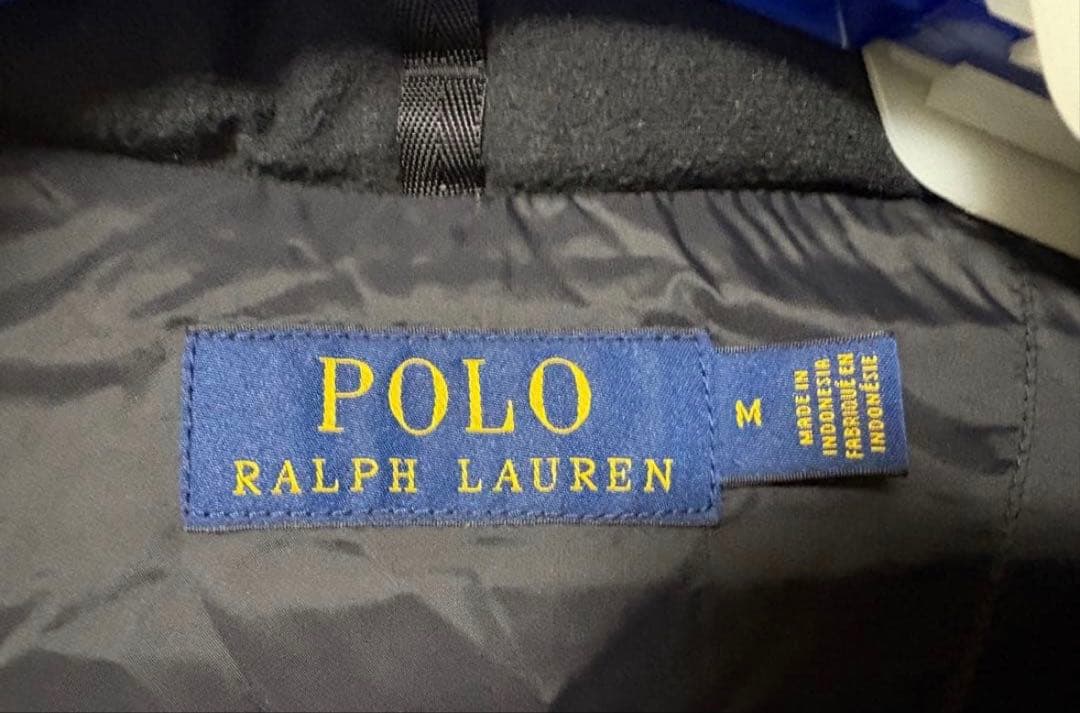 POLO
RALPH LAUREN
M
MADE IN
INDONESIA
FABRIQUÉ EN
INDONÉSIE